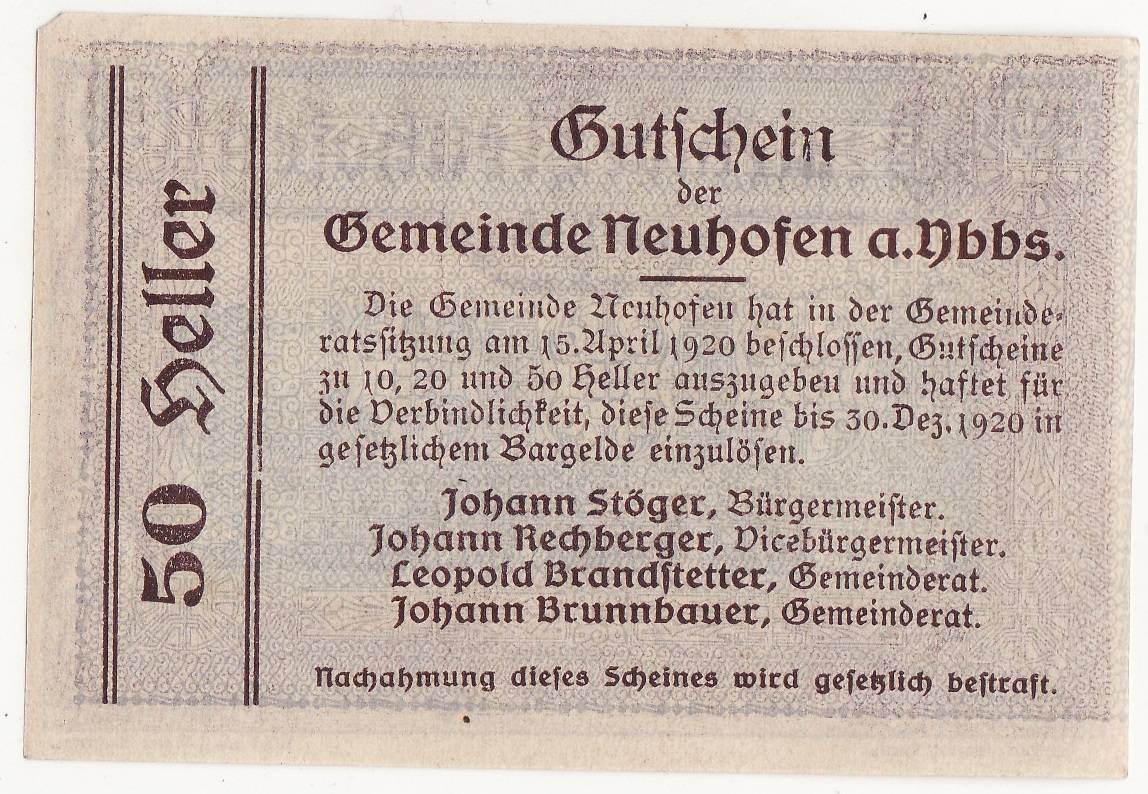 50 Heller
Gutschein
der
Gemeinde Neuhofen a. Ybbs.
Die Gemeinde Neuhofen hat in der Gemeinde-
ratssitzung am 15. April 1920 beschlossen, Gutscheine
zu 10, 20 und 50 Heller auszugeben und haftet für
die Verbindlichkeit, diese Scheine bis 30. Dez. 1920 in
gesetzlichem Bargelde einzulösen.
Johann Stöger, Bürgermeister.
Johann Rechberger, Vicebürgermeister.
Leopold Brandstetter, Gemeinderat.
Johann Brunnbauer, Gemeinderat.
Nachahmung dieses Scheines wird gesetzlich bestraft.